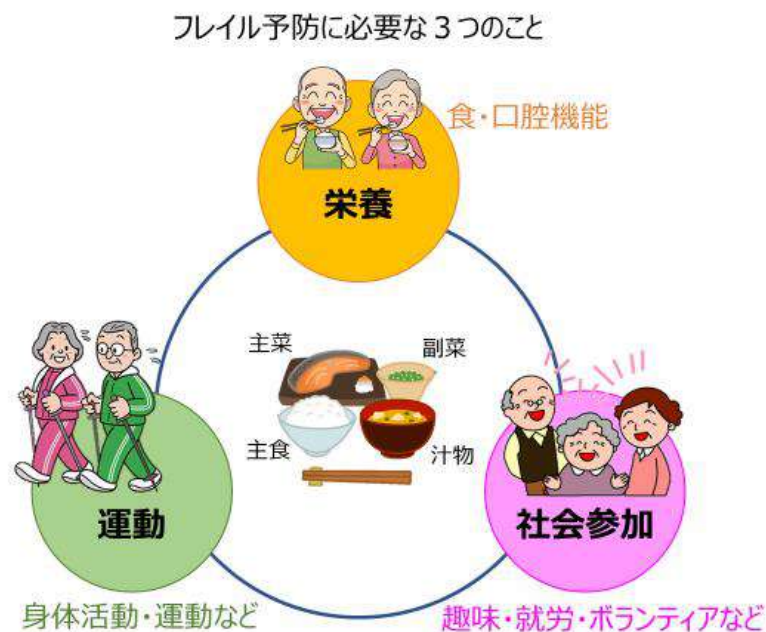 フレイル予防に必要な3つのこと
食・口腔機能
栄養
主菜
副菜
主食
汁物
運動
社会参加
身体活動・運動など
趣味・就労・ボランティアなど